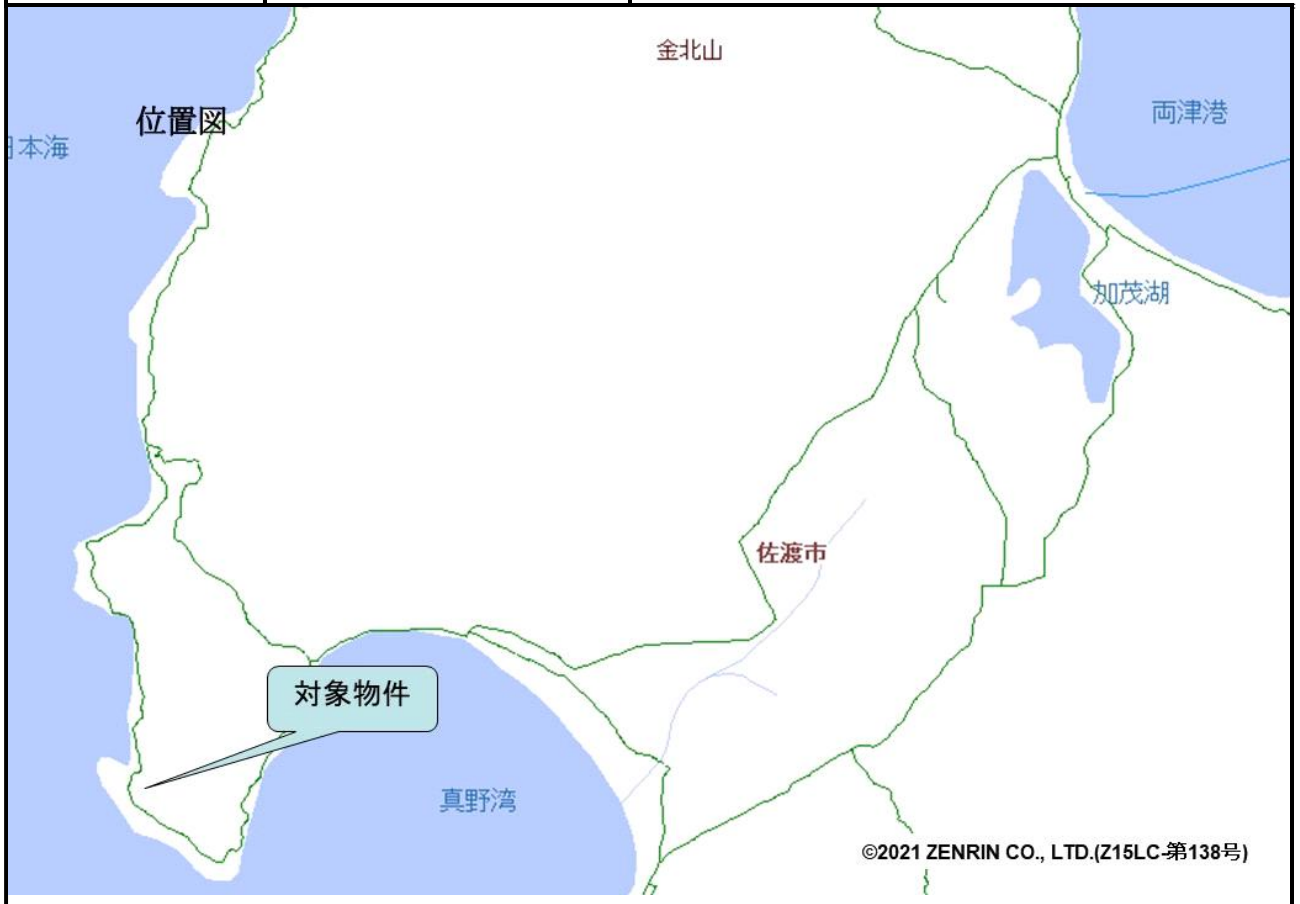 金北山
両津港
位置図
日本海
加茂湖
佐渡市
対象物件
真野湾
©2021 ZENRIN CO., LTD.(Z15LC-第138号)